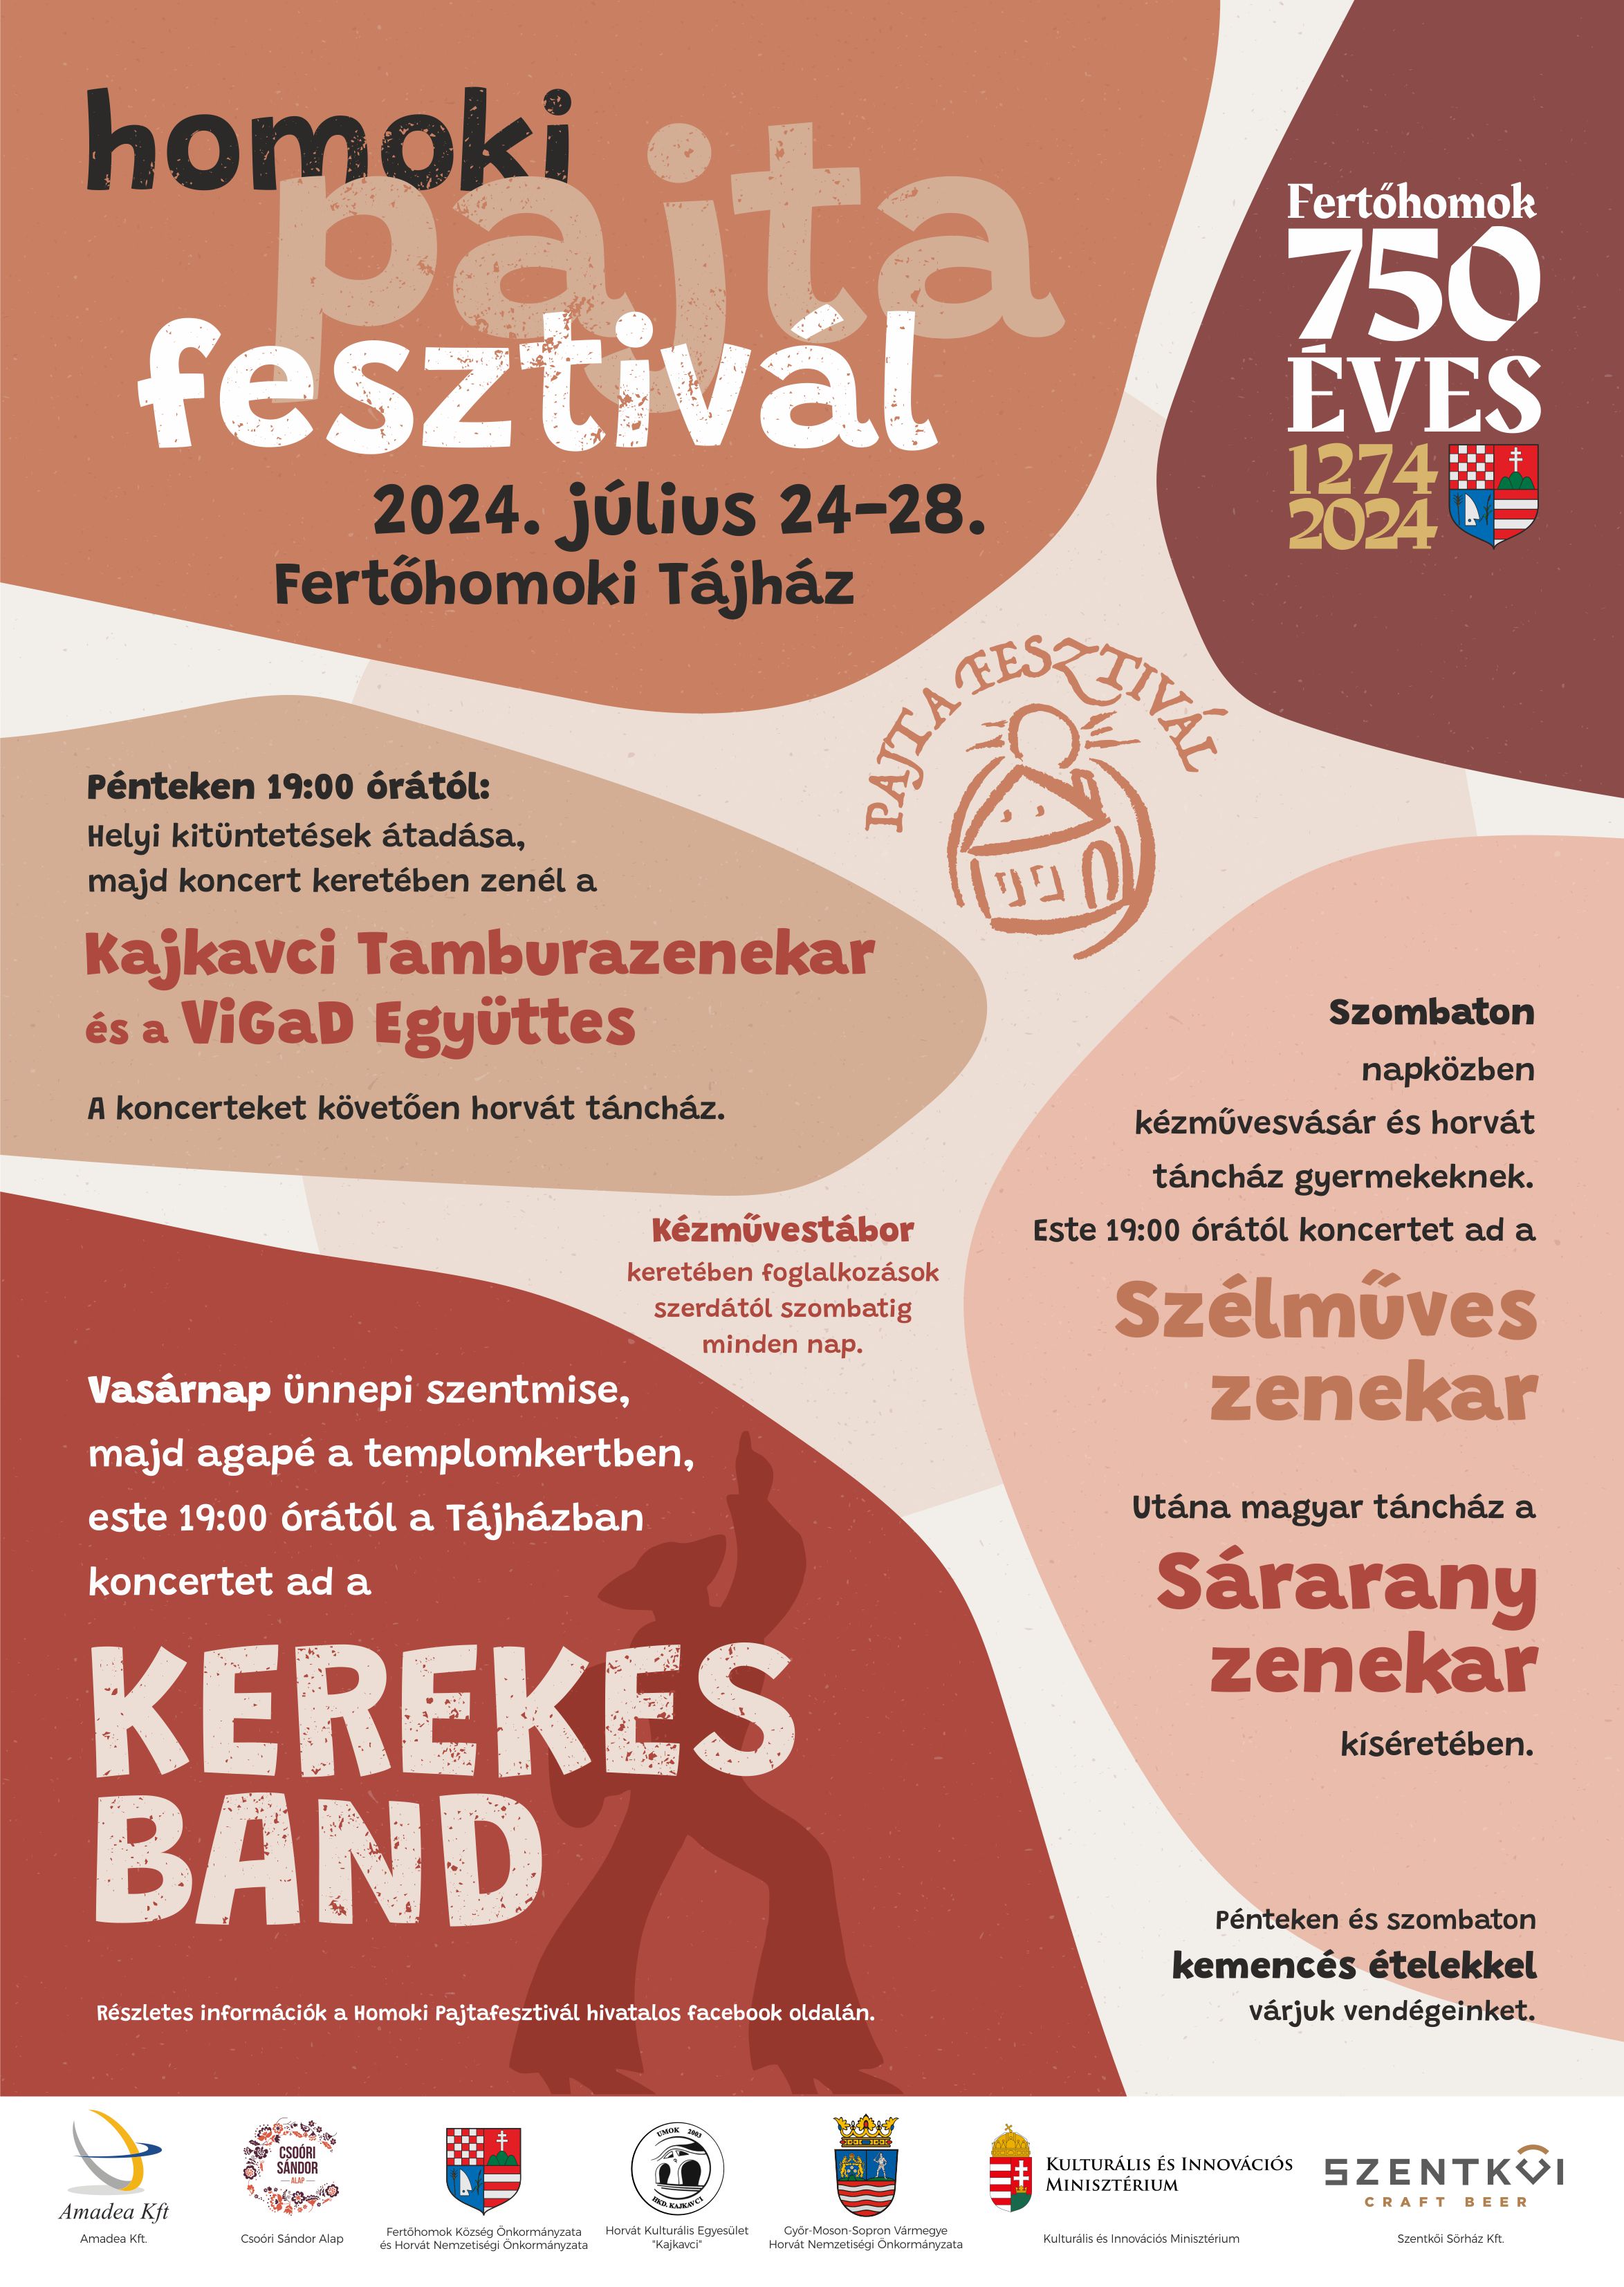 homoki
pajta
fesztivál
2024. július 24-28.
Fertőhomoki Tájház
Fertőhomok
750
ÉVES
1274
2024
PAJTA FESZTIVÁL
Pénteken 19:00 órától:
Helyi kitüntetések átadása,
majd koncert keretében zenél a
Kajkavci Tamburazenekar
és a ViGaD Együttes
A koncerteket követően horvát táncház.
Szombaton
napközben
kézművesvásár és horvát
táncház gyermekeknek.
Este 19:00 órától koncertet ad a
Szélműves
zenekar
Utána magyar táncház a
Sárarany
zenekar
kíséretében.
Kézművestábor
keretében foglalkozások
szerdától szombatig
minden nap.
Vasárnap ünnepi szentmise,
majd agapé a templomkertben,
este 19:00 órától a Tájházban
koncertet ad a
KEREKES
BAND
Részletes információk a Homoki Pajtafesztivál hivatalos facebook oldalán.
Pénteken és szombaton
kemencés ételekkel
várjuk vendégeinket.
Amadea Kft
Amadea Kft.
CSOÓRI
SÁNDOR
ALAP
Csoóri Sándor Alap
Fertőhomok Község Önkormányzata
és Horvát Nemzetiségi Önkormányzata
UMOK 2003
HKD. KAJKAVCI
Horvát Kulturális Egyesület
"Kajkavci"
Győr-Moson-Sopron Vármegye
Horvát Nemzetiségi Önkormányzata
KULTURÁLIS ÉS INNOVÁCIÓS
MINISZTÉRIUM
Kulturális és Innovációs Minisztérium
SZENTKŐI
CRAFT BEER
Szentkői Sörház Kft.